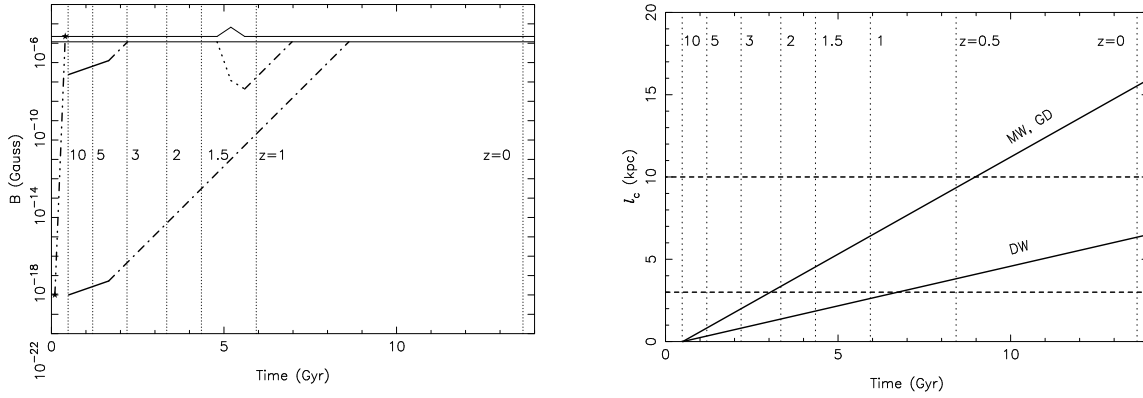 10⁻⁶
10⁻¹⁰
10⁻¹⁴
10⁻¹⁸
10⁻²²
B (Gauss)
10 5 3 2 1.5 z=1 z=0
0 5 10
Time (Gyr)
20
15
10
5
0
l_c (kpc)
10 5 3 2 1.5 1 z=0.5 z=0
MW, GD
DW
0 5 10
Time (Gyr)